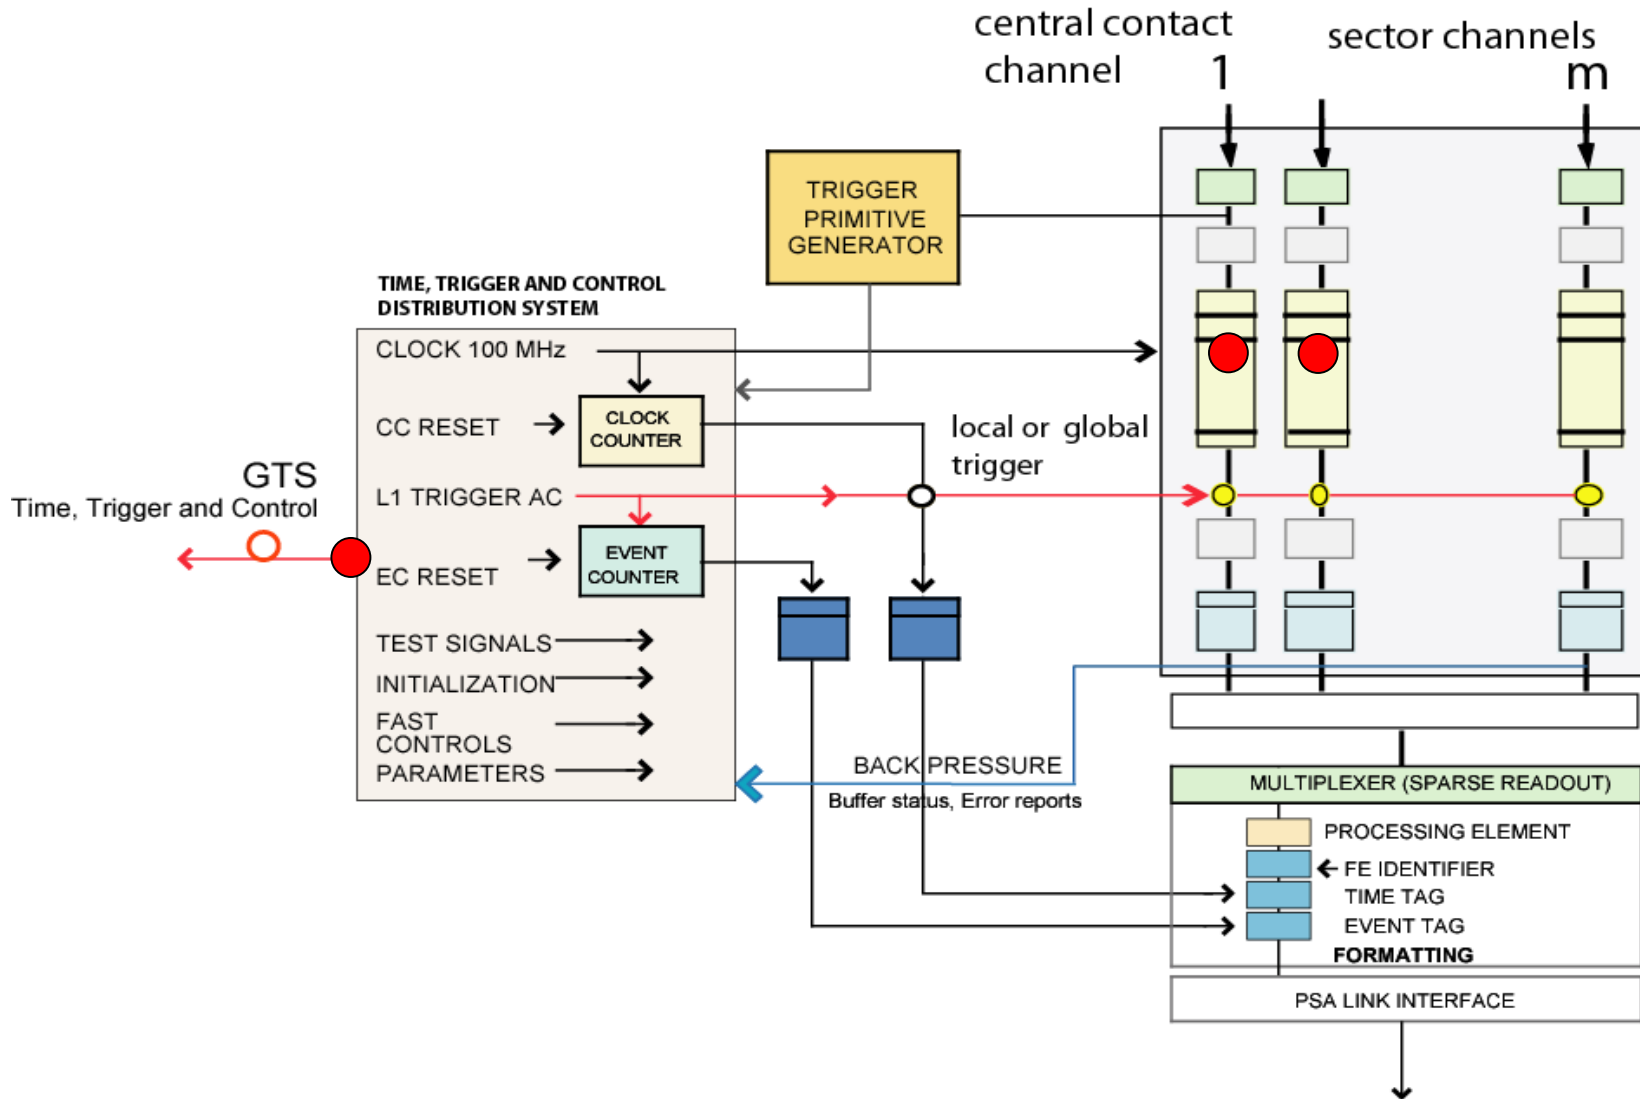 central contact
channel
1
sector channels
m
TRIGGER
PRIMITIVE
GENERATOR
TIME, TRIGGER AND CONTROL
DISTRIBUTION SYSTEM
CLOCK 100 MHz
CC RESET
CLOCK
COUNTER
local or global
trigger
GTS
Time, Trigger and Control
L1 TRIGGER AC
EC RESET
EVENT
COUNTER
TEST SIGNALS
INITIALIZATION
FAST
CONTROLS
PARAMETERS
BACK PRESSURE
Buffer status, Error reports
MULTIPLEXER (SPARSE READOUT)
PROCESSING ELEMENT
FE IDENTIFIER
TIME TAG
EVENT TAG
FORMATTING
PSA LINK INTERFACE